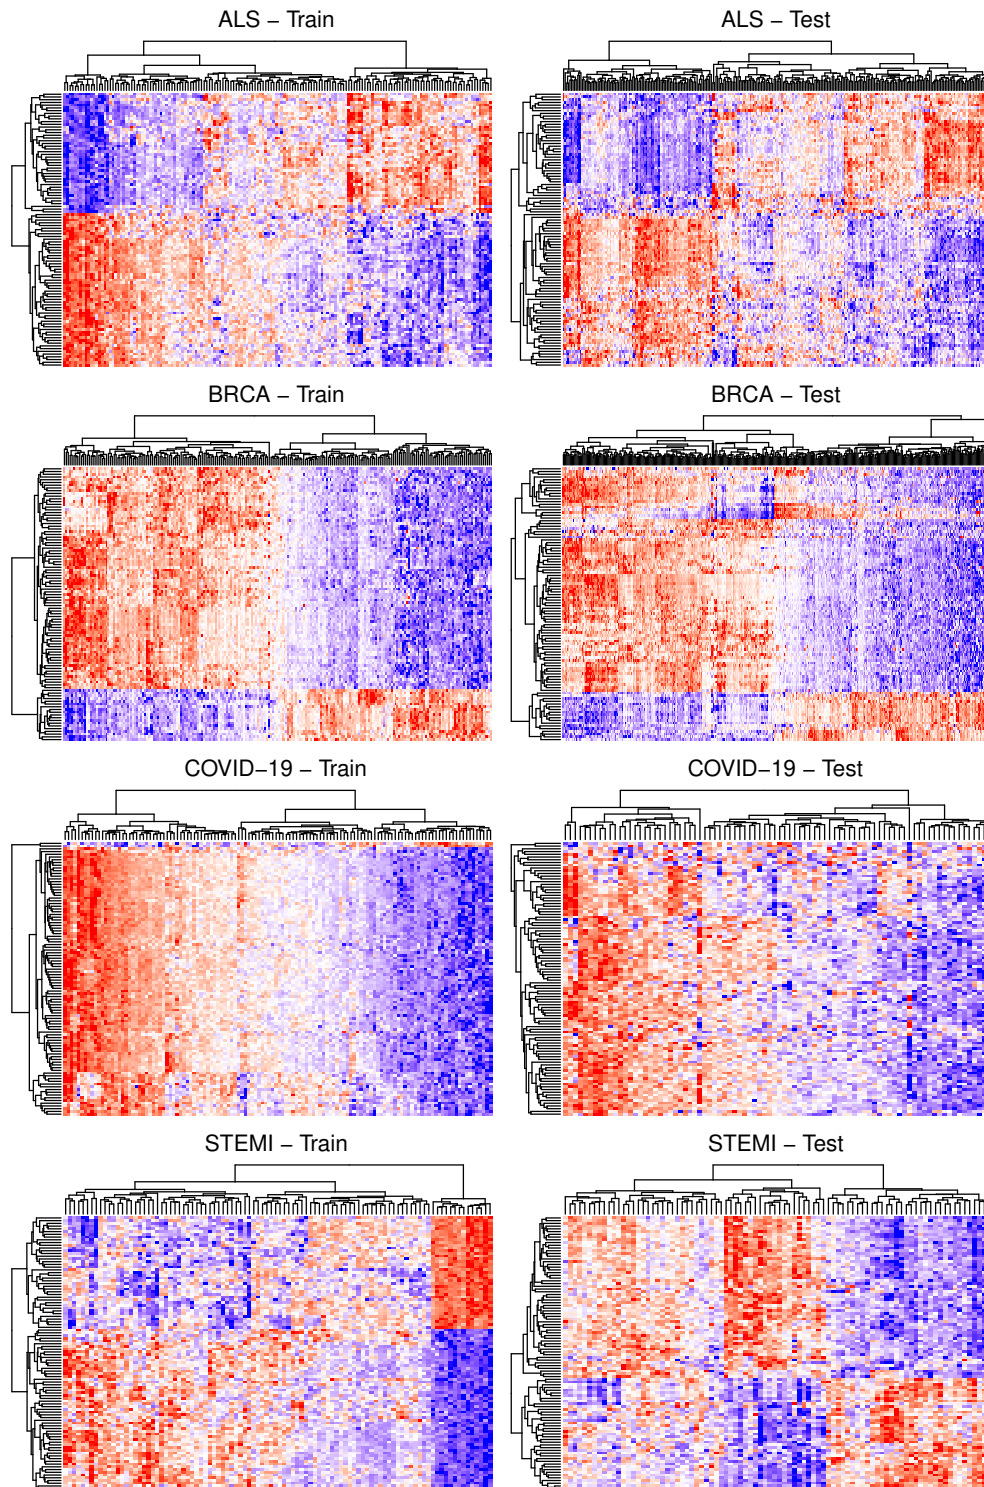 ALS – Train
ALS – Test
BRCA – Train
BRCA – Test
COVID–19 – Train
COVID–19 – Test
STEMI – Train
STEMI – Test